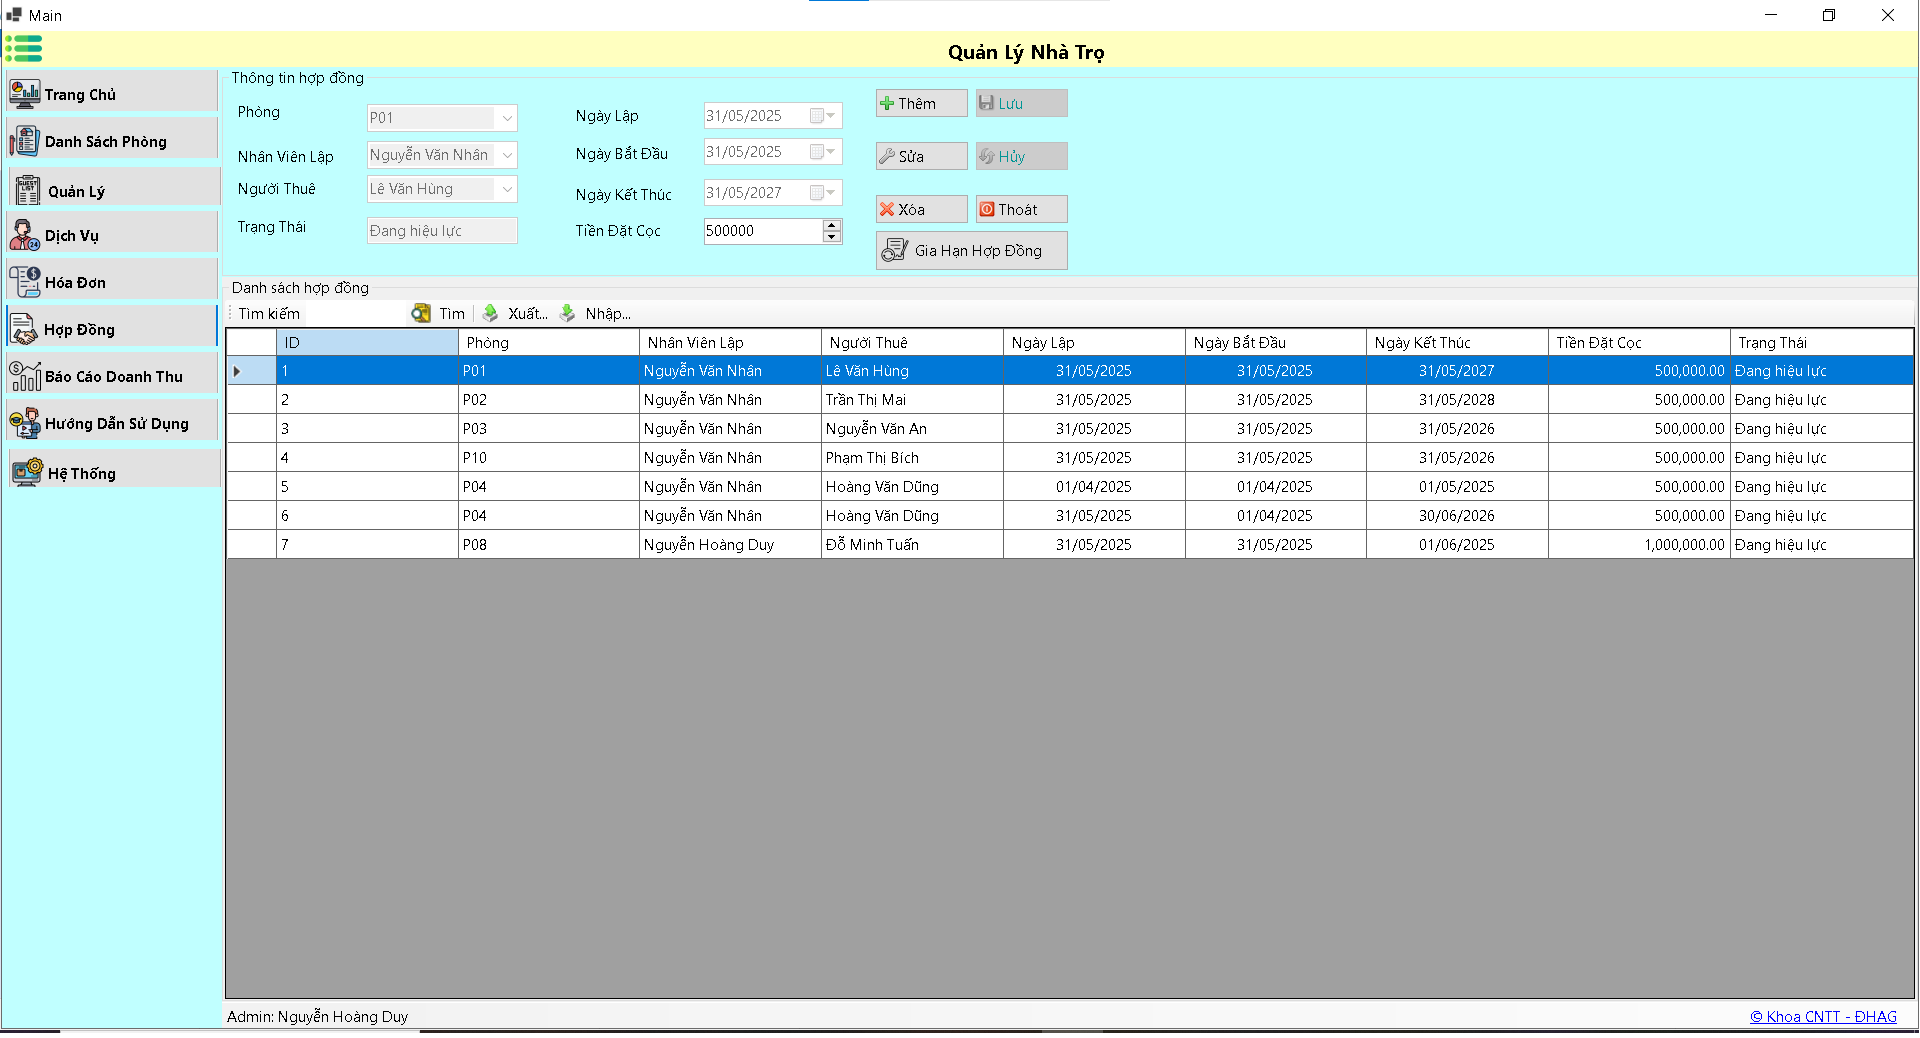 Main
Quản Lý Nhà Trọ
Trang Chủ
Danh Sách Phòng
Quản Lý
Dịch Vụ
Hóa Đơn
Hợp Đồng
Báo Cáo Doanh Thu
Hướng Dẫn Sử Dụng
Hệ Thống
Thông tin hợp đồng
Phòng P01 Ngày Lập 31/05/2025 Thêm Lưu
Nhân Viên Lập Nguyễn Văn Nhân Ngày Bắt Đầu 31/05/2025 Sửa Hủy
Người Thuê Lê Văn Hùng Ngày Kết Thúc 31/05/2027 Xóa Thoát
Trạng Thái Đang hiệu lực Tiền Đặt Cọc 500000 Gia Hạn Hợp Đồng
Danh sách hợp đồng
Tìm kiếm Tìm Xuất... Nhập...
ID Phòng Nhân Viên Lập Người Thuê Ngày Lập Ngày Bắt Đầu Ngày Kết Thúc Tiền Đặt Cọc Trạng Thái
1 P01 Nguyễn Văn Nhân Lê Văn Hùng 31/05/2025 31/05/2025 31/05/2027 500,000.00 Đang hiệu lực
2 P02 Nguyễn Văn Nhân Trần Thị Mai 31/05/2025 31/05/2025 31/05/2028 500,000.00 Đang hiệu lực
3 P03 Nguyễn Văn Nhân Nguyễn Văn An 31/05/2025 31/05/2025 31/05/2026 500,000.00 Đang hiệu lực
4 P10 Nguyễn Văn Nhân Phạm Thị Bích 31/05/2025 31/05/2025 31/05/2026 500,000.00 Đang hiệu lực
5 P04 Nguyễn Văn Nhân Hoàng Văn Dũng 01/04/2025 01/04/2025 01/05/2025 500,000.00 Đang hiệu lực
6 P04 Nguyễn Văn Nhân Hoàng Văn Dũng 31/05/2025 01/04/2025 30/06/2026 500,000.00 Đang hiệu lực
7 P08 Nguyễn Hoàng Duy Đỗ Minh Tuấn 31/05/2025 31/05/2025 01/06/2025 1,000,000.00 Đang hiệu lực
Admin: Nguyễn Hoàng Duy
© Khoa CNTT - ĐHAG